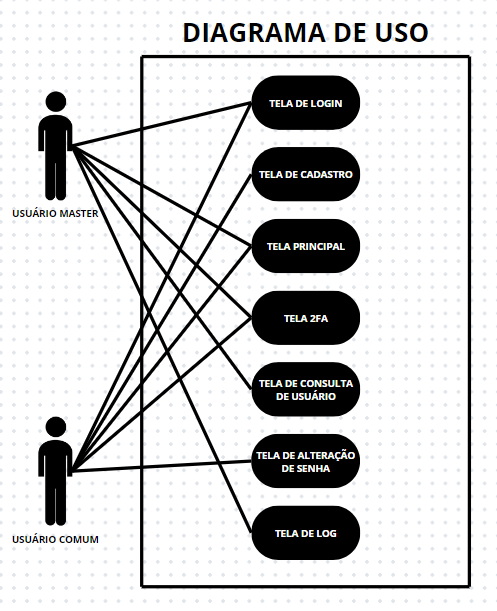 DIAGRAMA DE USO
TELA DE LOGIN
TELA DE CADASTRO
USUÁRIO MASTER
TELA PRINCIPAL
TELA 2FA
TELA DE CONSULTA
DE USUÁRIO
TELA DE ALTERAÇÃO
DE SENHA
TELA DE LOG
USUÁRIO COMUM